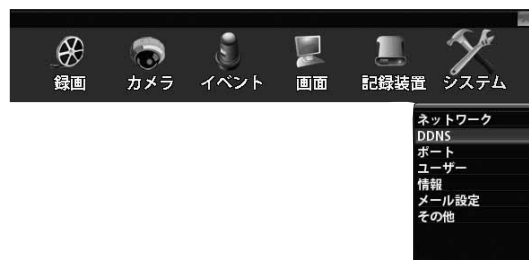 録画 カメラ イベント 画面 記録装置 システム
ネットワーク
DDNS
ポート
ユーザー
情報
メール設定
その他